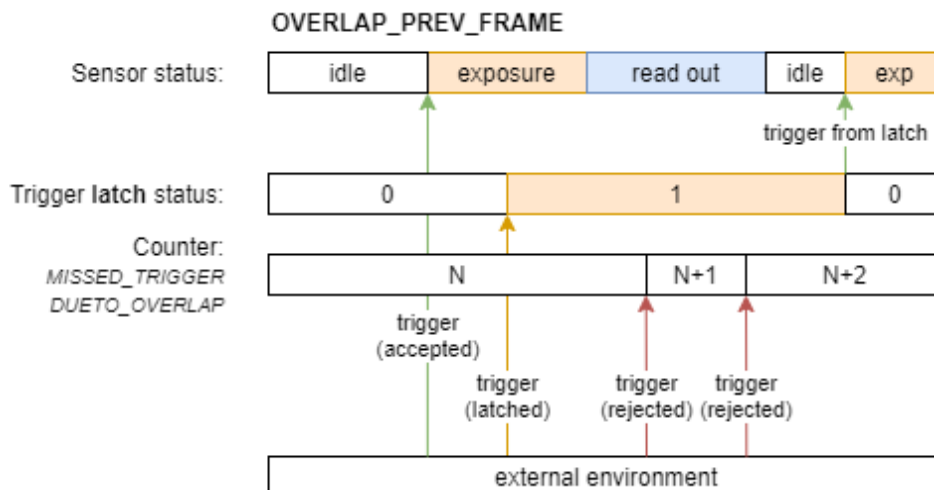 OVERLAP_PREV_FRAME
Sensor status:
idle
exposure
read out
idle
exp
trigger from latch
Trigger latch status:
0
1
0
Counter:
MISSED_TRIGGER
DUETO_OVERLAP
N
N+1
N+2
trigger
(accepted)
trigger
(latched)
trigger
(rejected)
trigger
(rejected)
external environment